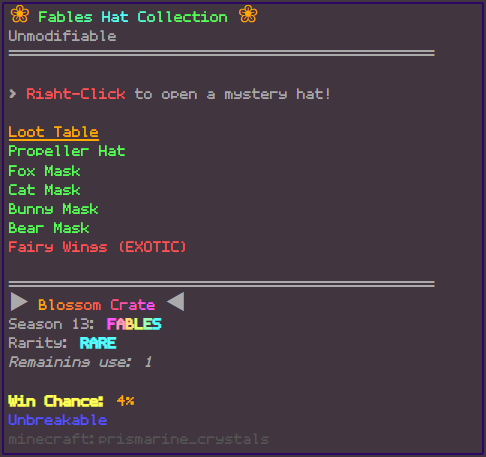 ❀ Fables Hat Collection ❀
Unmodifiable
> Right-Click to open a mystery hat!
Loot Table
Propeller Hat
Fox Mask
Cat Mask
Bunny Mask
Bear Mask
Fairy Wings (EXOTIC)
▶ Blossom Crate ◀
Season 13: FABLES
Rarity: RARE
Remaining use: 1
Win Chance: 4%
Unbreakable
minecraft:prismarine_crystals